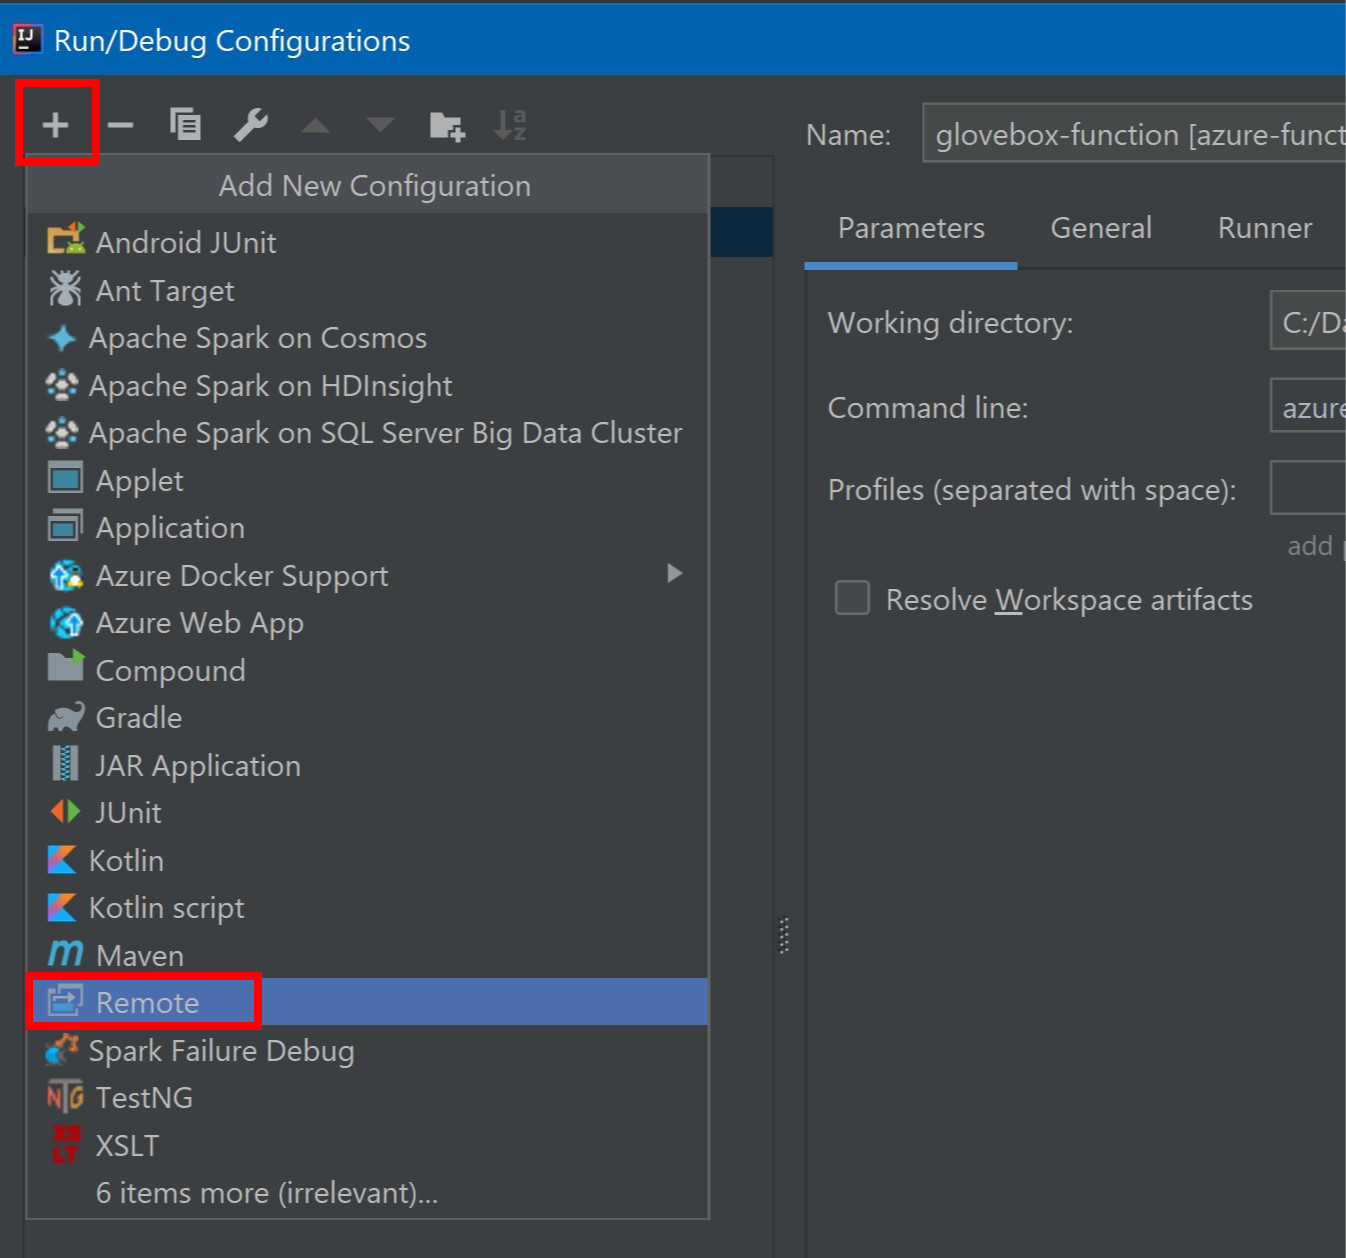 Run/Debug Configurations
Name:
glovebox-function [azure-funct
Add New Configuration
Android JUnit
Ant Target
Apache Spark on Cosmos
Apache Spark on HDInsight
Apache Spark on SQL Server Big Data Cluster
Applet
Application
Azure Docker Support
Azure Web App
Compound
Gradle
JAR Application
JUnit
Kotlin
Kotlin script
Maven
Remote
Spark Failure Debug
TestNG
XSLT
6 items more (irrelevant)...
Parameters General Runner
Working directory: C:/Da
Command line: azure
Profiles (separated with space):
add p
Resolve Workspace artifacts